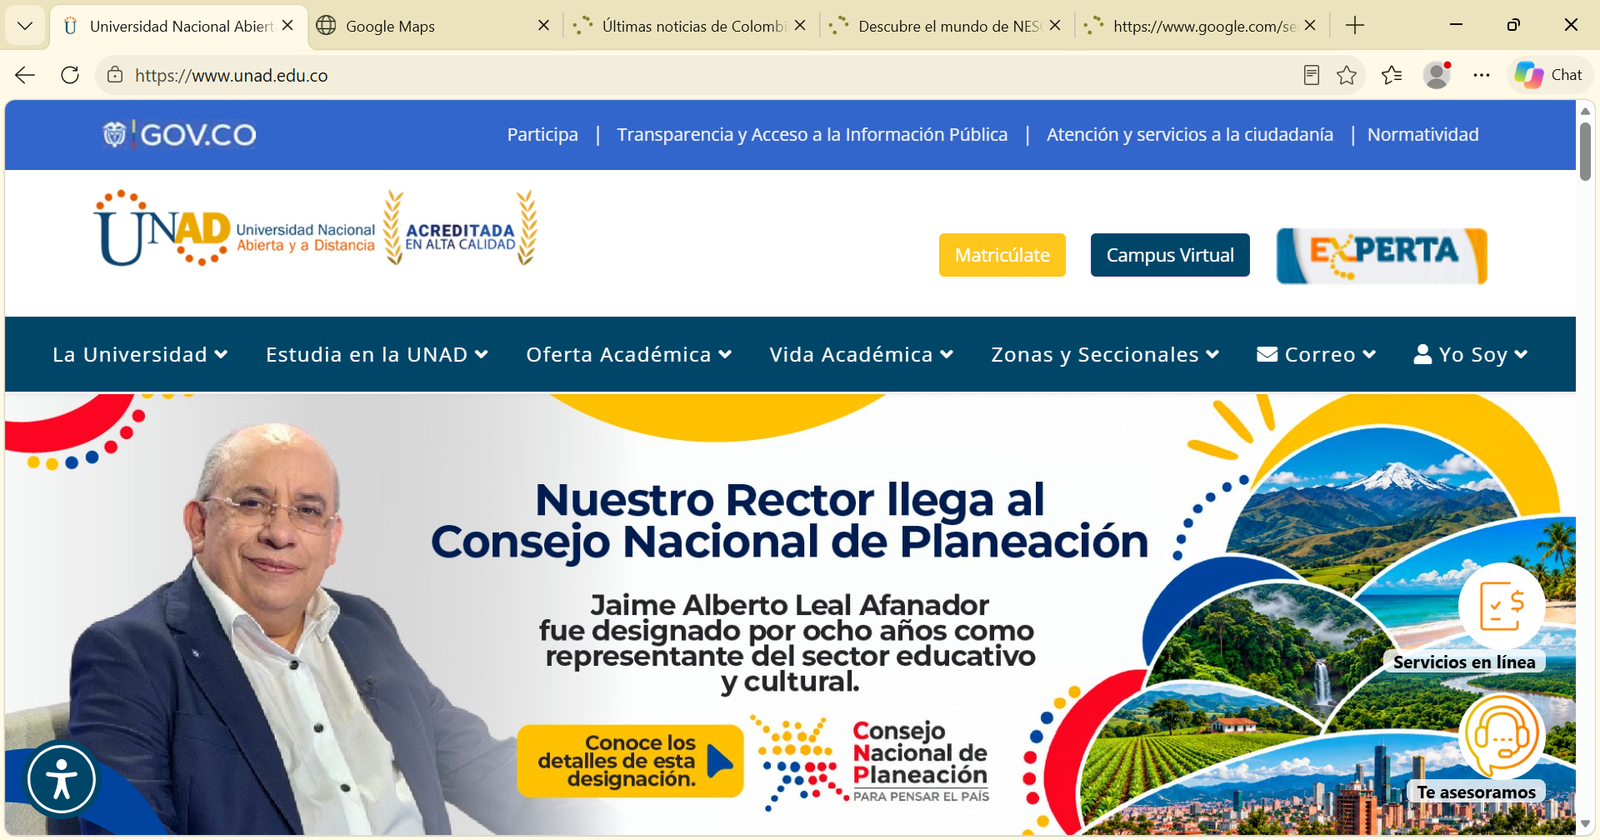 Universidad Nacional Abiert
Google Maps
Últimas noticias de Colombi
Descubre el mundo de NESC
https://www.google.com/se
https://www.unad.edu.co
Chat
GOV.CO
Participa | Transparencia y Acceso a la Información Pública | Atención y servicios a la ciudadanía | Normatividad
UNAD Universidad Nacional Abierta y a Distancia
ACREDITADA EN ALTA CALIDAD
Matricúlate
Campus Virtual
EXPERTA
La Universidad
Estudia en la UNAD
Oferta Académica
Vida Académica
Zonas y Seccionales
Correo
Yo Soy
Nuestro Rector llega al
Consejo Nacional de Planeación
Jaime Alberto Leal Afanador
fue designado por ocho años como
representante del sector educativo
y cultural.
Conoce los
detalles de esta
designación.
Consejo
Nacional de
Planeación
PARA PENSAR EL PAÍS
Servicios en línea
Te asesoramos